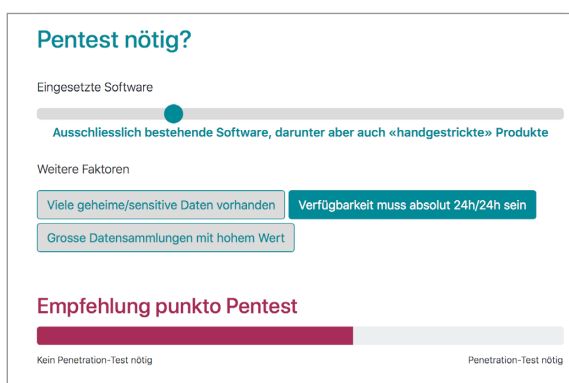 Pentest nötig?
Eingesetzte Software
Ausschliesslich bestehende Software, darunter aber auch «handgestrickte» Produkte
Weitere Faktoren
Viele geheime/sensitive Daten vorhanden
Verfügbarkeit muss absolut 24h/24h sein
Grosse Datensammlungen mit hohem Wert
Empfehlung punkto Pentest
Kein Penetration-Test nötig
Penetration-Test nötig